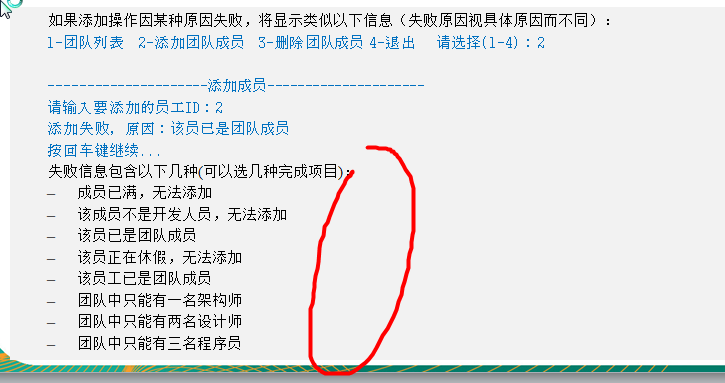 如果添加操作因某种原因失败，将显示类似以下信息（失败原因视具体原因而不同）：
1-团队列表  2-添加团队成员  3-删除团队成员 4-退出   请选择(1-4)：2
---------------------添加成员---------------------
请输入要添加的员工ID：2
添加失败, 原因：该员已是团队成员
按回车键继续...
失败信息包含以下几种(可以选几种完成项目)：
– 成员已满，无法添加
– 该成员不是开发人员，无法添加
– 该员已是团队成员
– 该员正在休假，无法添加
– 该员工已是团队成员
– 团队中只能有一名架构师
– 团队中只能有两名设计师
– 团队中只能有三名程序员